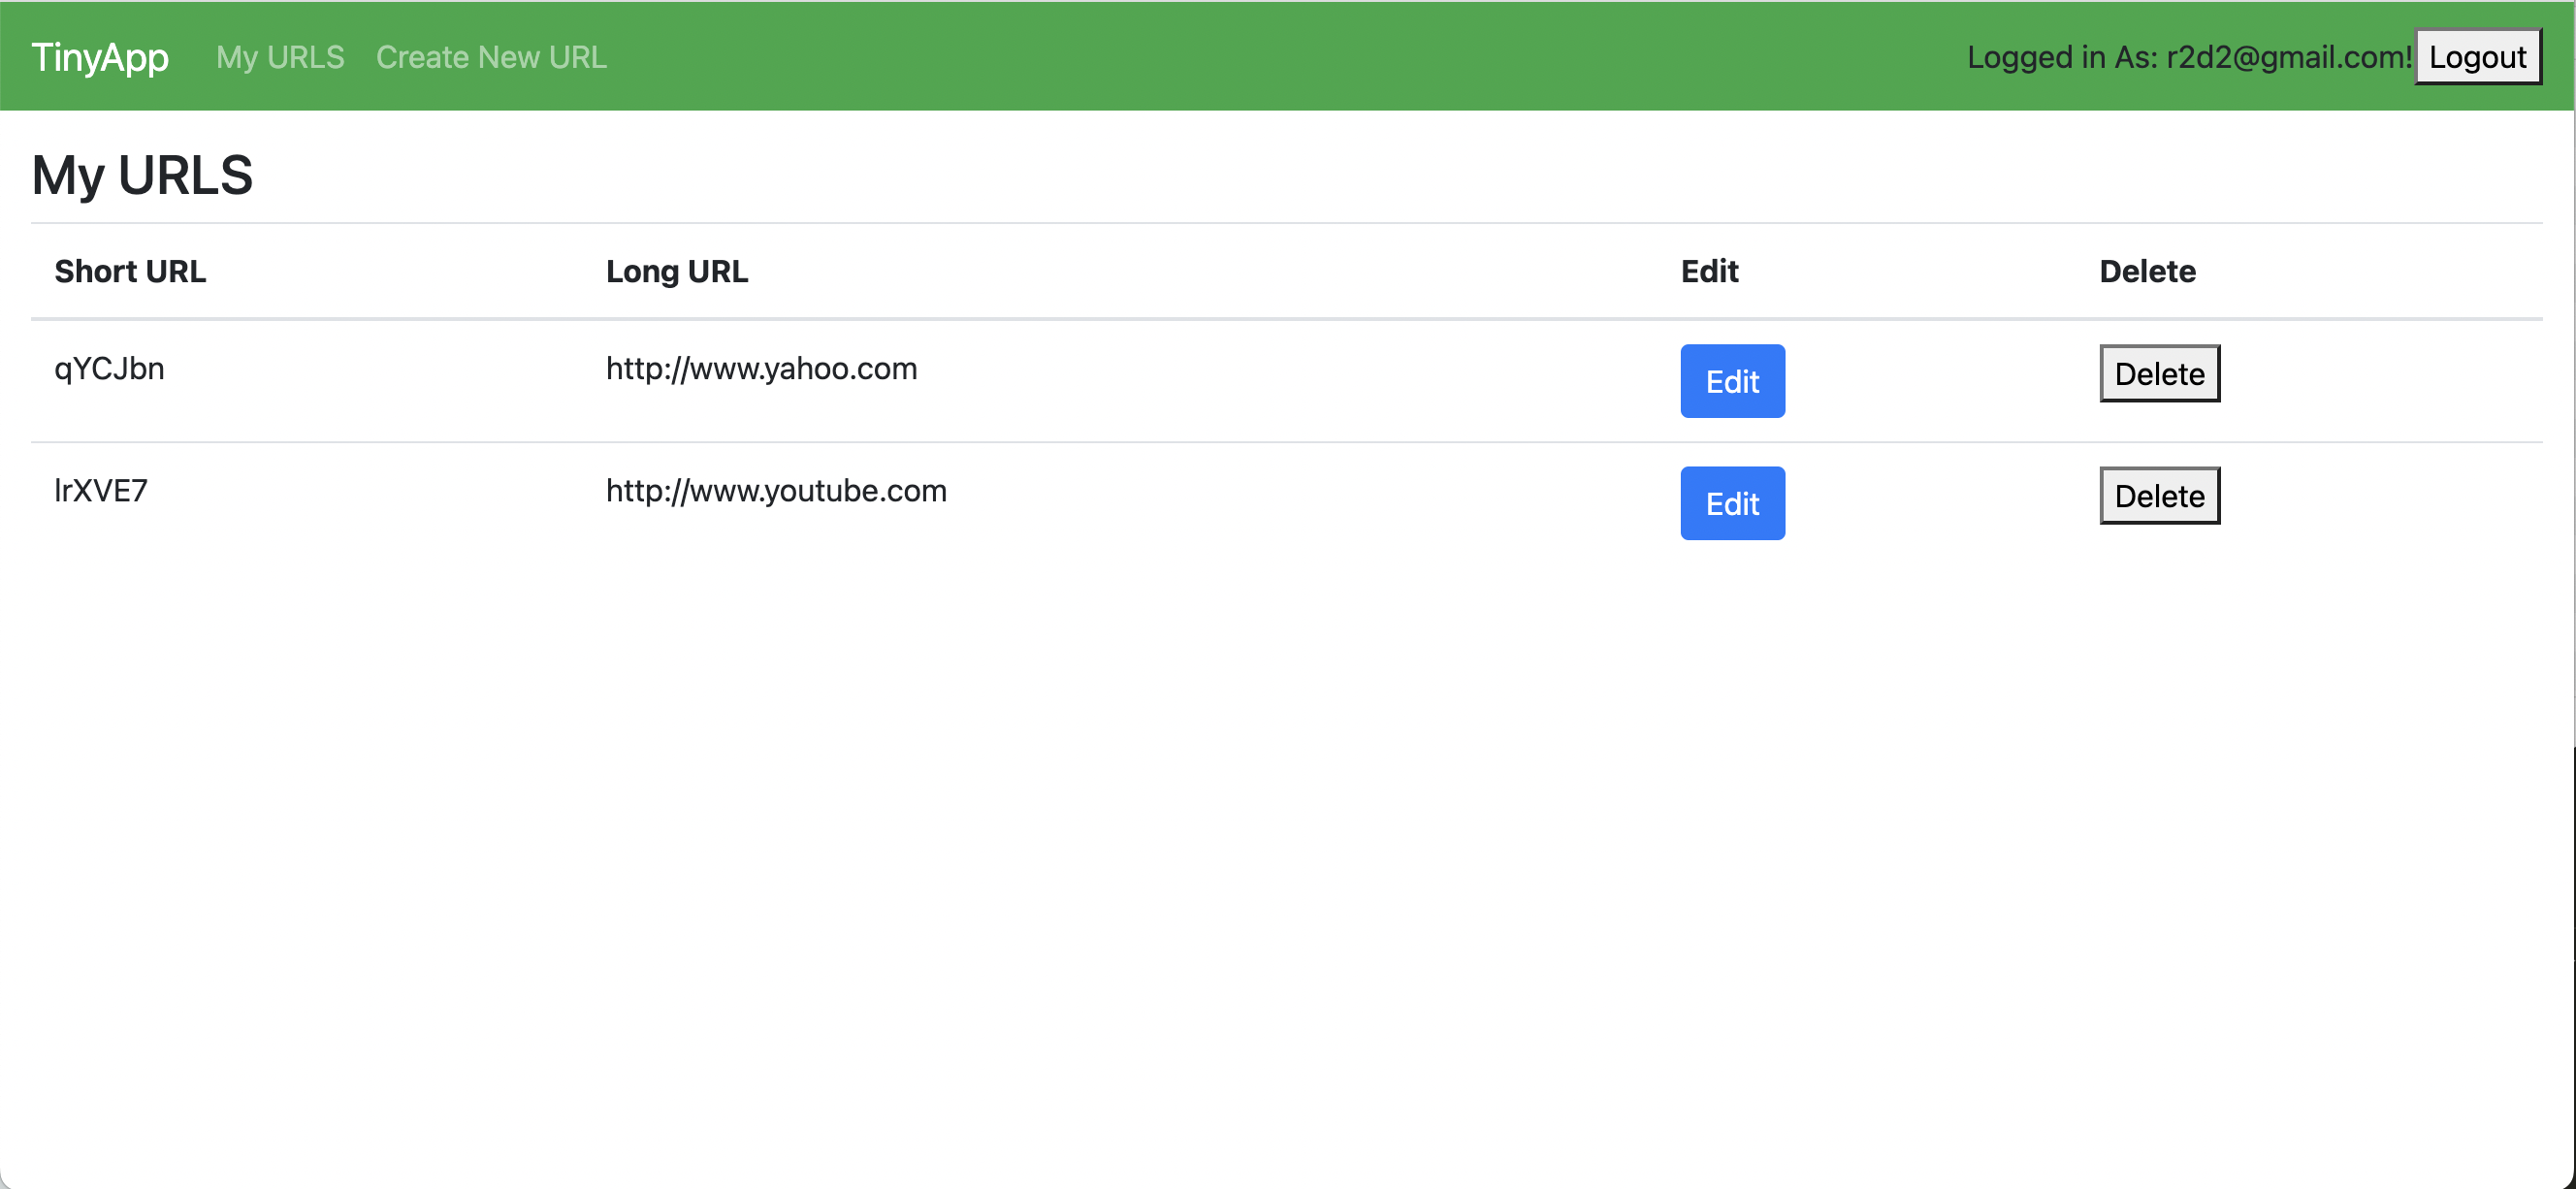 TinyApp My URLS Create New URL Logged in As: r2d2@gmail.com! Logout
My URLS
Short URL Long URL Edit Delete
qYCJbn http://www.yahoo.com Edit Delete
lrXVE7 http://www.youtube.com Edit Delete